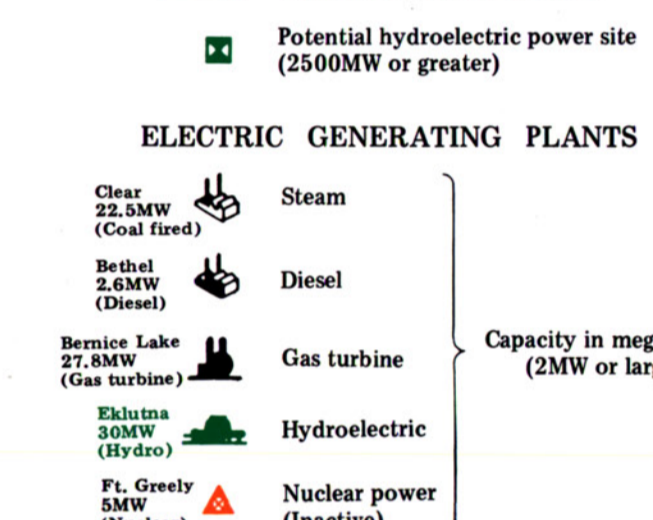 Potential hydroelectric power site
(2500MW or greater)
ELECTRIC GENERATING PLANTS
Clear
22.5MW
(Coal fired)
Steam
Bethel
2.6MW
(Diesel)
Diesel
Bernice Lake
27.8MW
(Gas turbine)
Gas turbine
Capacity in meg
(2MW or lar
Eklutna
30MW
(Hydro)
Hydroelectric
Ft. Greely
5MW
Nuclear power
(Inactive)